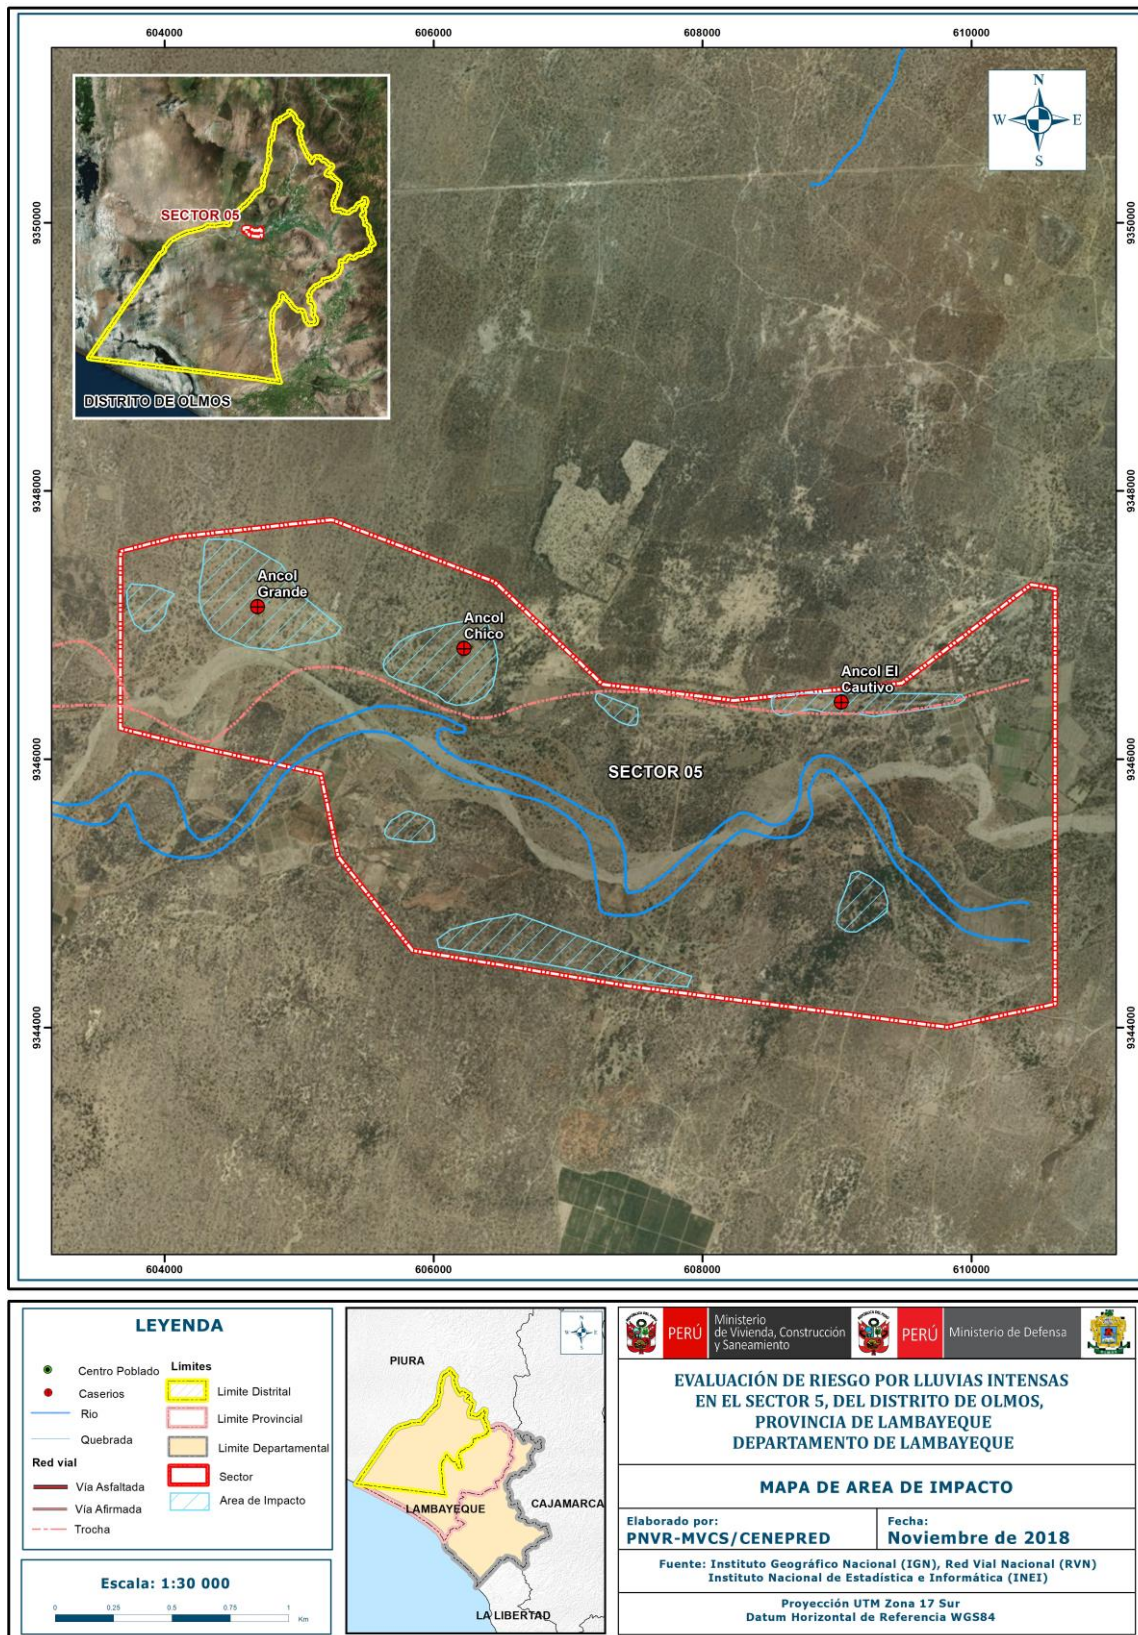 604000
606000
608000
610000
N
W
E
S
SECTOR 05
DISTRITO DE OLMOS
9350000
9350000
9348000
9348000
Ancol
Grande
Ancol
Chico
Ancol El
Cautivo
SECTOR 05
9346000
9346000
9344000
9344000
604000
606000
608000
610000
LEYENDA
Centro Poblado
Caserios
Rio
Quebrada
Red vial
Vía Asfaltada
Vía Afirmada
Trocha
Límites
Limite Distrital
Limite Provincial
Limite Departamental
Sector
Area de Impacto
Escala: 1:30 000
0 0.25 0.5 0.75 1
Km
PIURA
LAMBAYEQUE
CAJAMARCA
LA LIBERTAD
PERÚ
Ministerio
de Vivienda, Construcción
y Saneamiento
PERÚ
Ministerio de Defensa
EVALUACIÓN DE RIESGO POR LLUVIAS INTENSAS
EN EL SECTOR 5, DEL DISTRITO DE OLMOS,
PROVINCIA DE LAMBAYEQUE
DEPARTAMENTO DE LAMBAYEQUE
MAPA DE AREA DE IMPACTO
Elaborado por:
PNVR-MVCS/CENEPRED
Fecha:
Noviembre de 2018
Fuente: Instituto Geográfico Nacional (IGN), Red Vial Nacional (RVN)
Instituto Nacional de Estadística e Informática (INEI)
Proyección UTM Zona 17 Sur
Datum Horizontal de Referencia WGS84